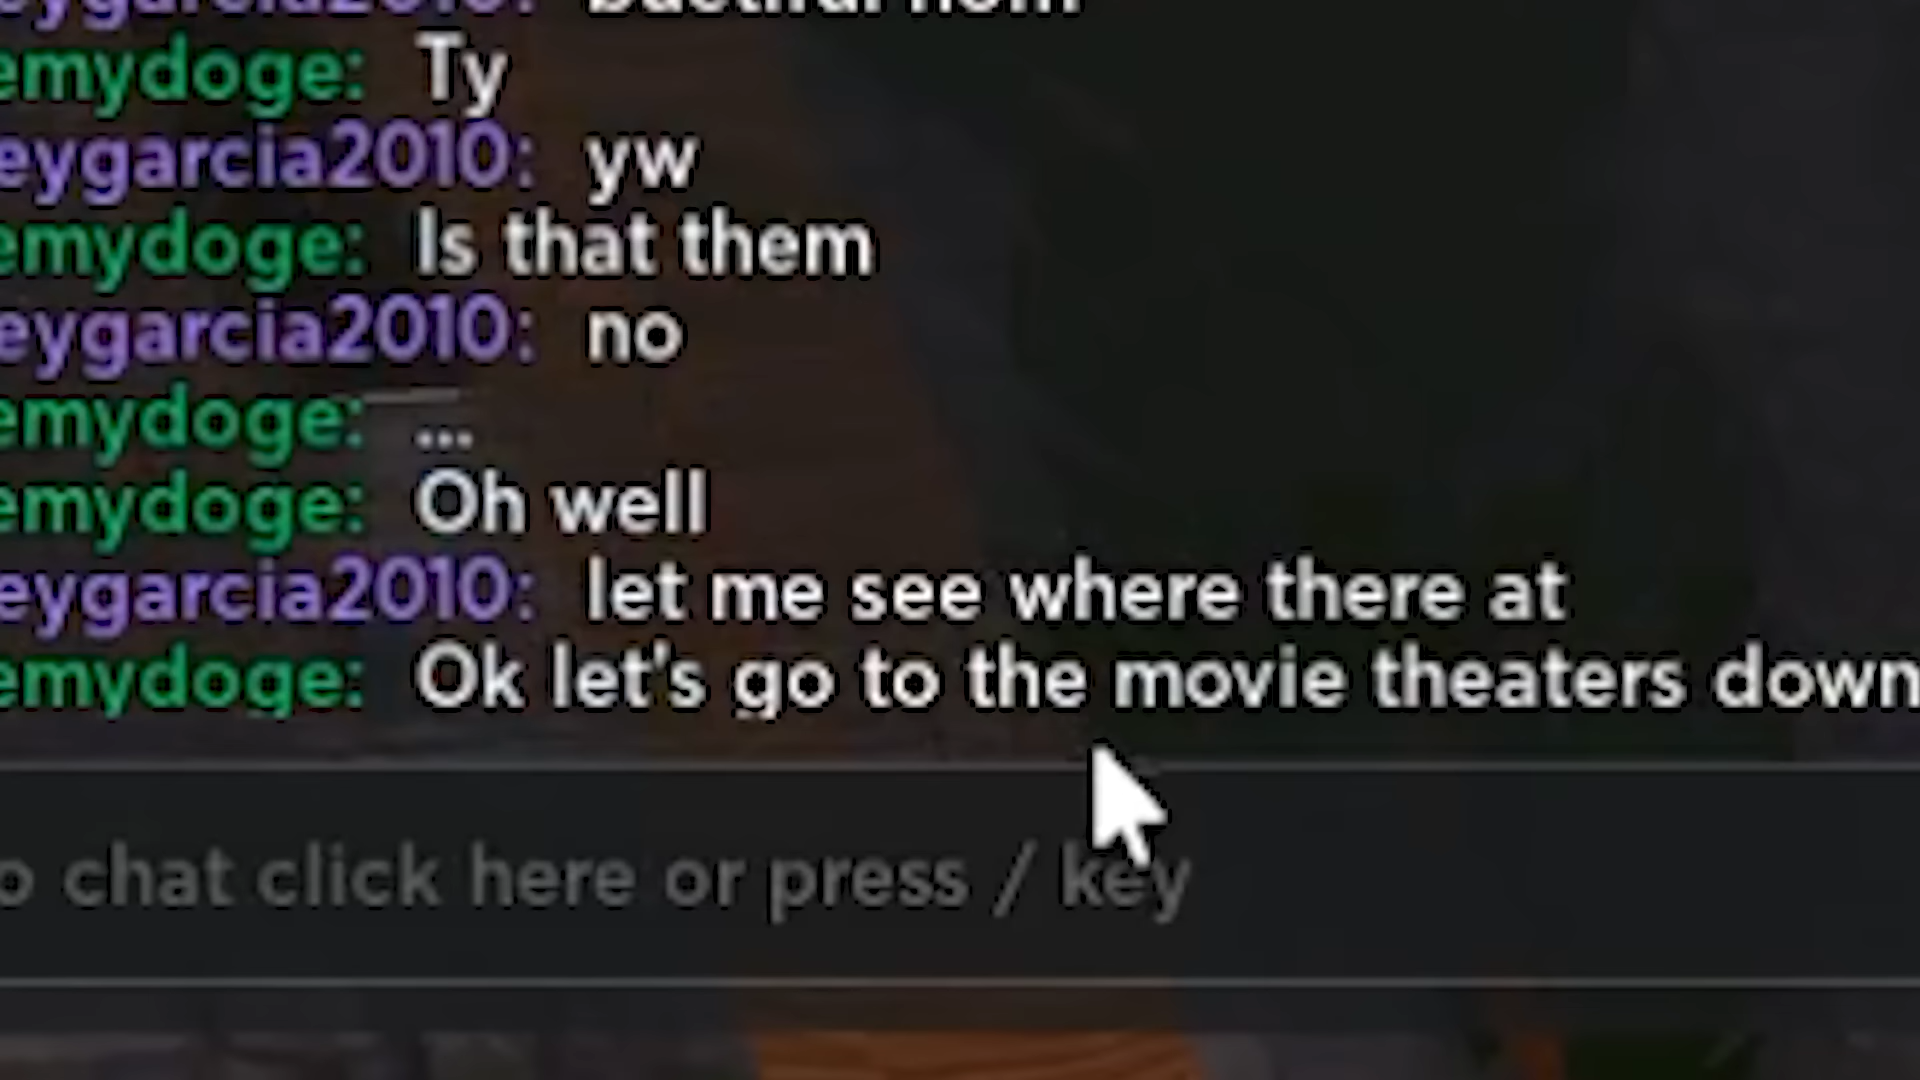 emydoge: Ty
eygarcia2010: yw
emydoge: Is that them
eygarcia2010: no
emydoge: ...
emydoge: Oh well
eygarcia2010: let me see where there at
emydoge: Ok let's go to the movie theaters down
o chat click here or press / key